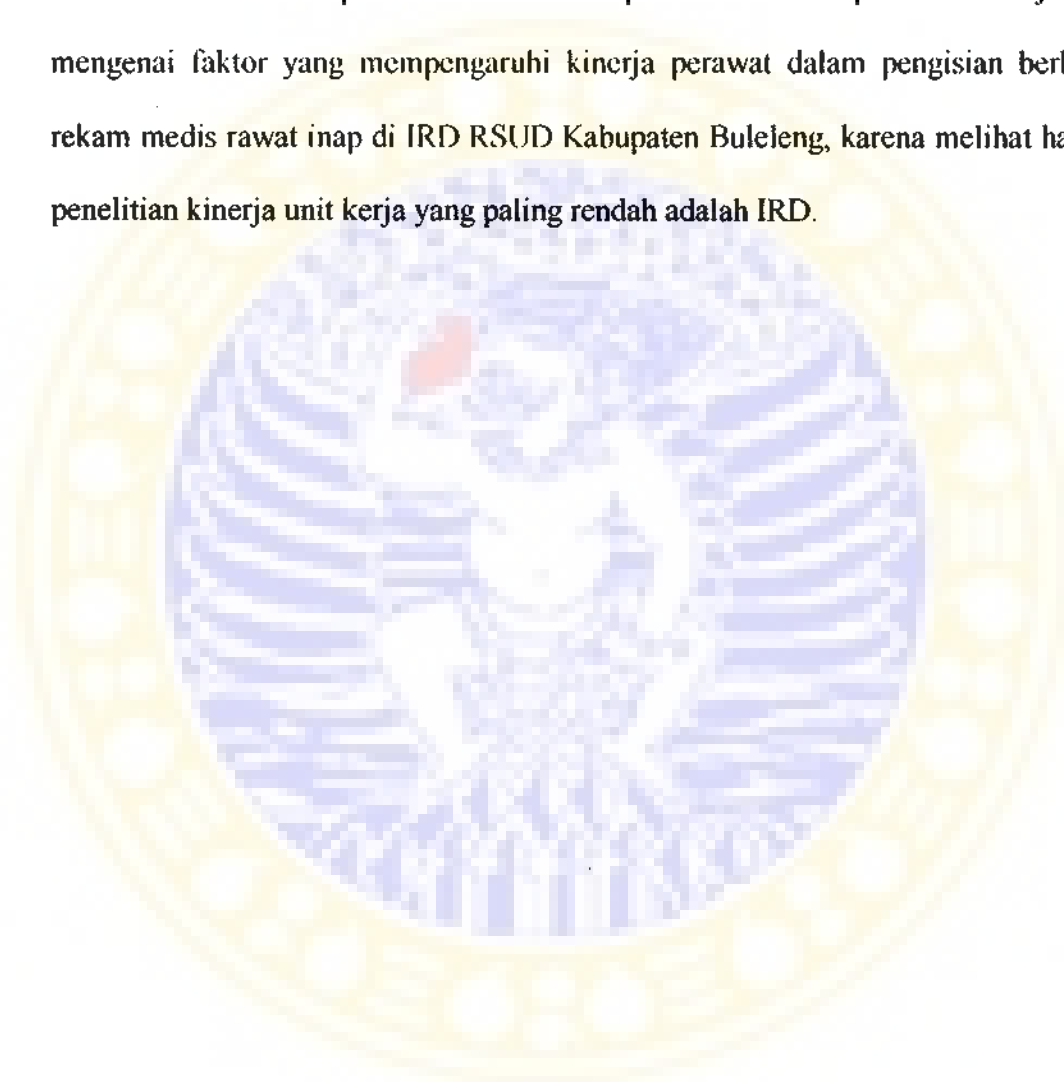 mengenai faktor yang mempengaruhi kinerja perawat dalam pengisian
rekam medis rawat inap di IRD RSUD Kabupaten Buleleng, karena melihat
penelitian kinerja unit kerja yang paling rendah adalah IRD.